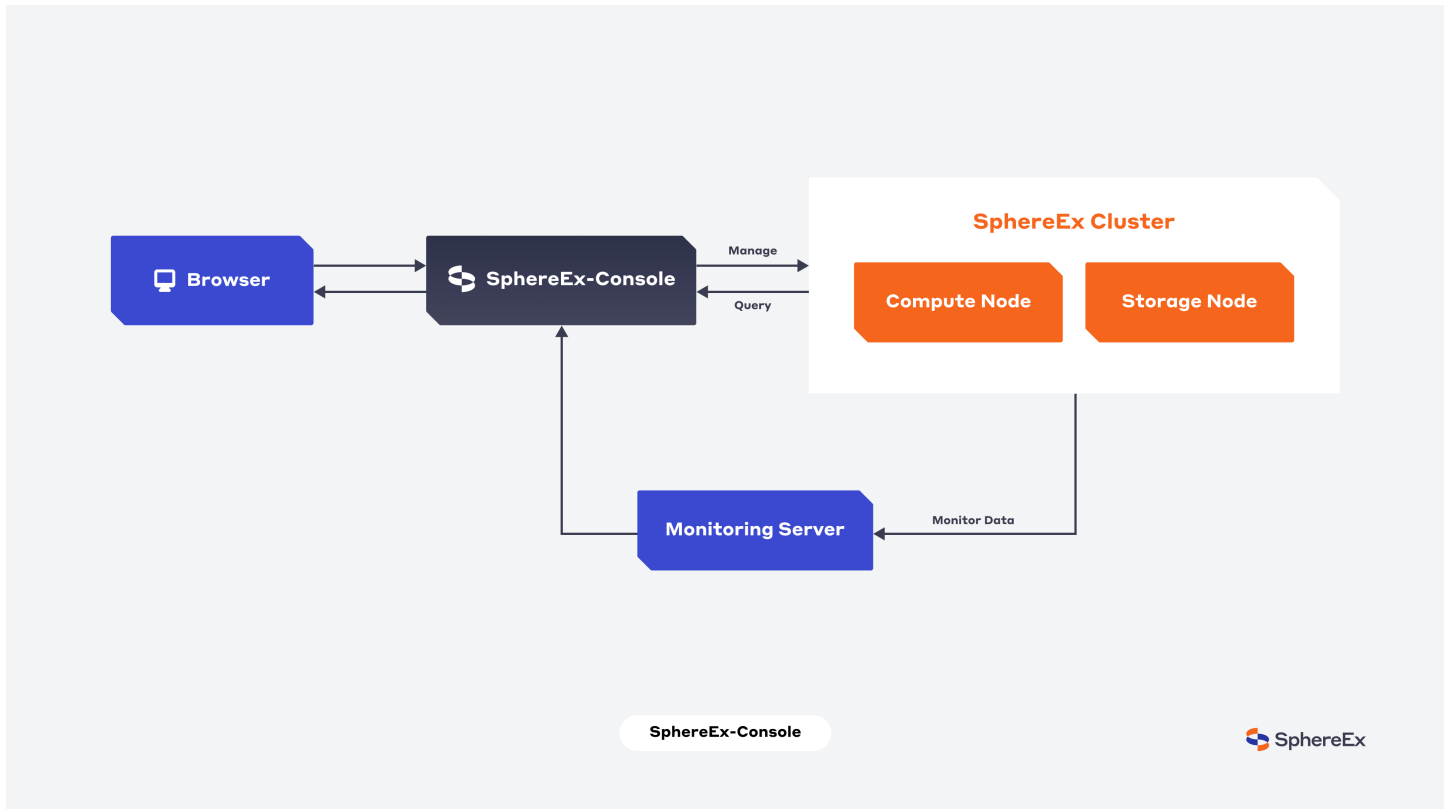 SphereEx Cluster
Browser
SphereEx-Console
Manage
Query
Compute Node
Storage Node
Monitoring Server
Monitor Data
SphereEx-Console
SphereEx